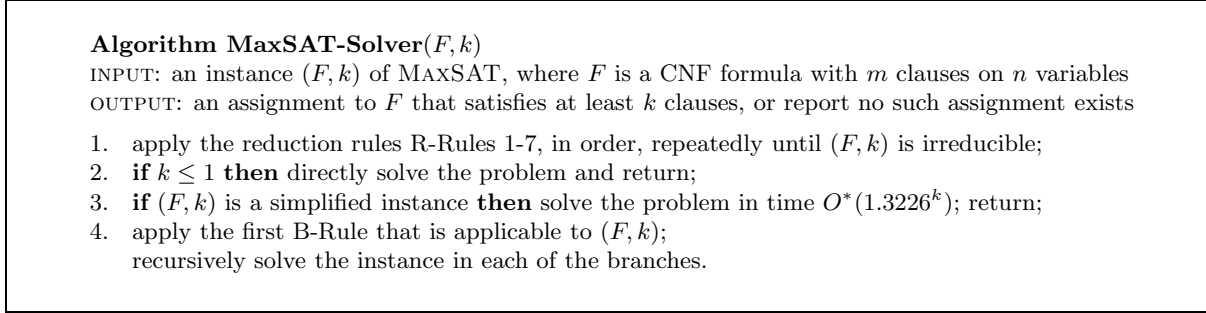 Algorithm MaxSAT-Solver(F, k)
INPUT: an instance (F, k) of MAXSAT, where F is a CNF formula with m clauses on n variables
OUTPUT: an assignment to F that satisfies at least k clauses, or report no such assignment exists
1. apply the reduction rules R-Rules 1-7, in order, repeatedly until (F, k) is irreducible;
2. if k ≤ 1 then directly solve the problem and return;
3. if (F, k) is a simplified instance then solve the problem in time O*(1.3226^k); return;
4. apply the first B-Rule that is applicable to (F, k);
recursively solve the instance in each of the branches.